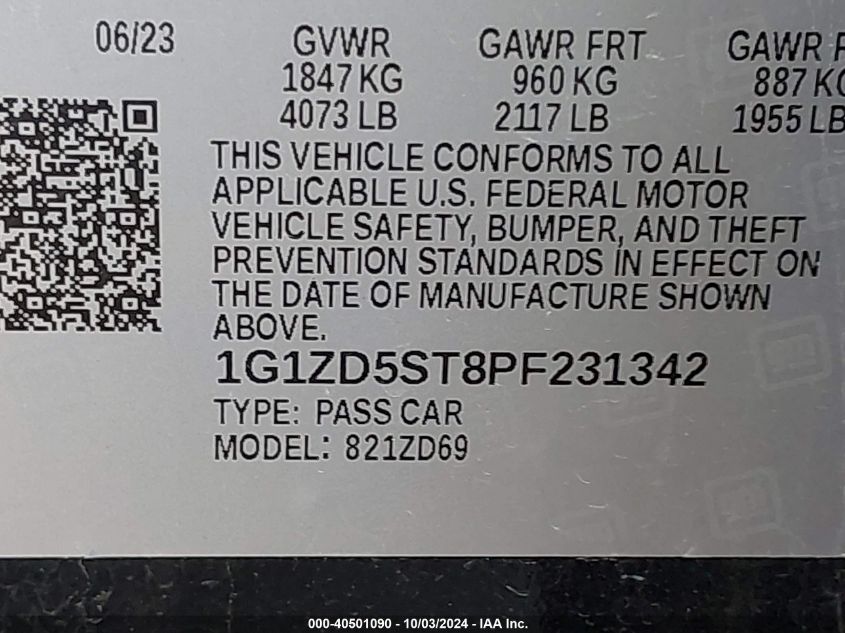 06/23 GVWR GAWR FRT GAWR
1847 KG 960 KG 887
4073 LB 2117 LB 1955 LB
THIS VEHICLE CONFORMS TO ALL
APPLICABLE U.S. FEDERAL MOTOR
VEHICLE SAFETY, BUMPER, AND THEFT
PREVENTION STANDARDS IN EFFECT ON
THE DATE OF MANUFACTURE SHOWN
ABOVE.
1G1ZD5ST8PF231342
TYPE: PASS CAR
MODEL: 821ZD69
000-40501090 - 10/03/2024 - IAA Inc.